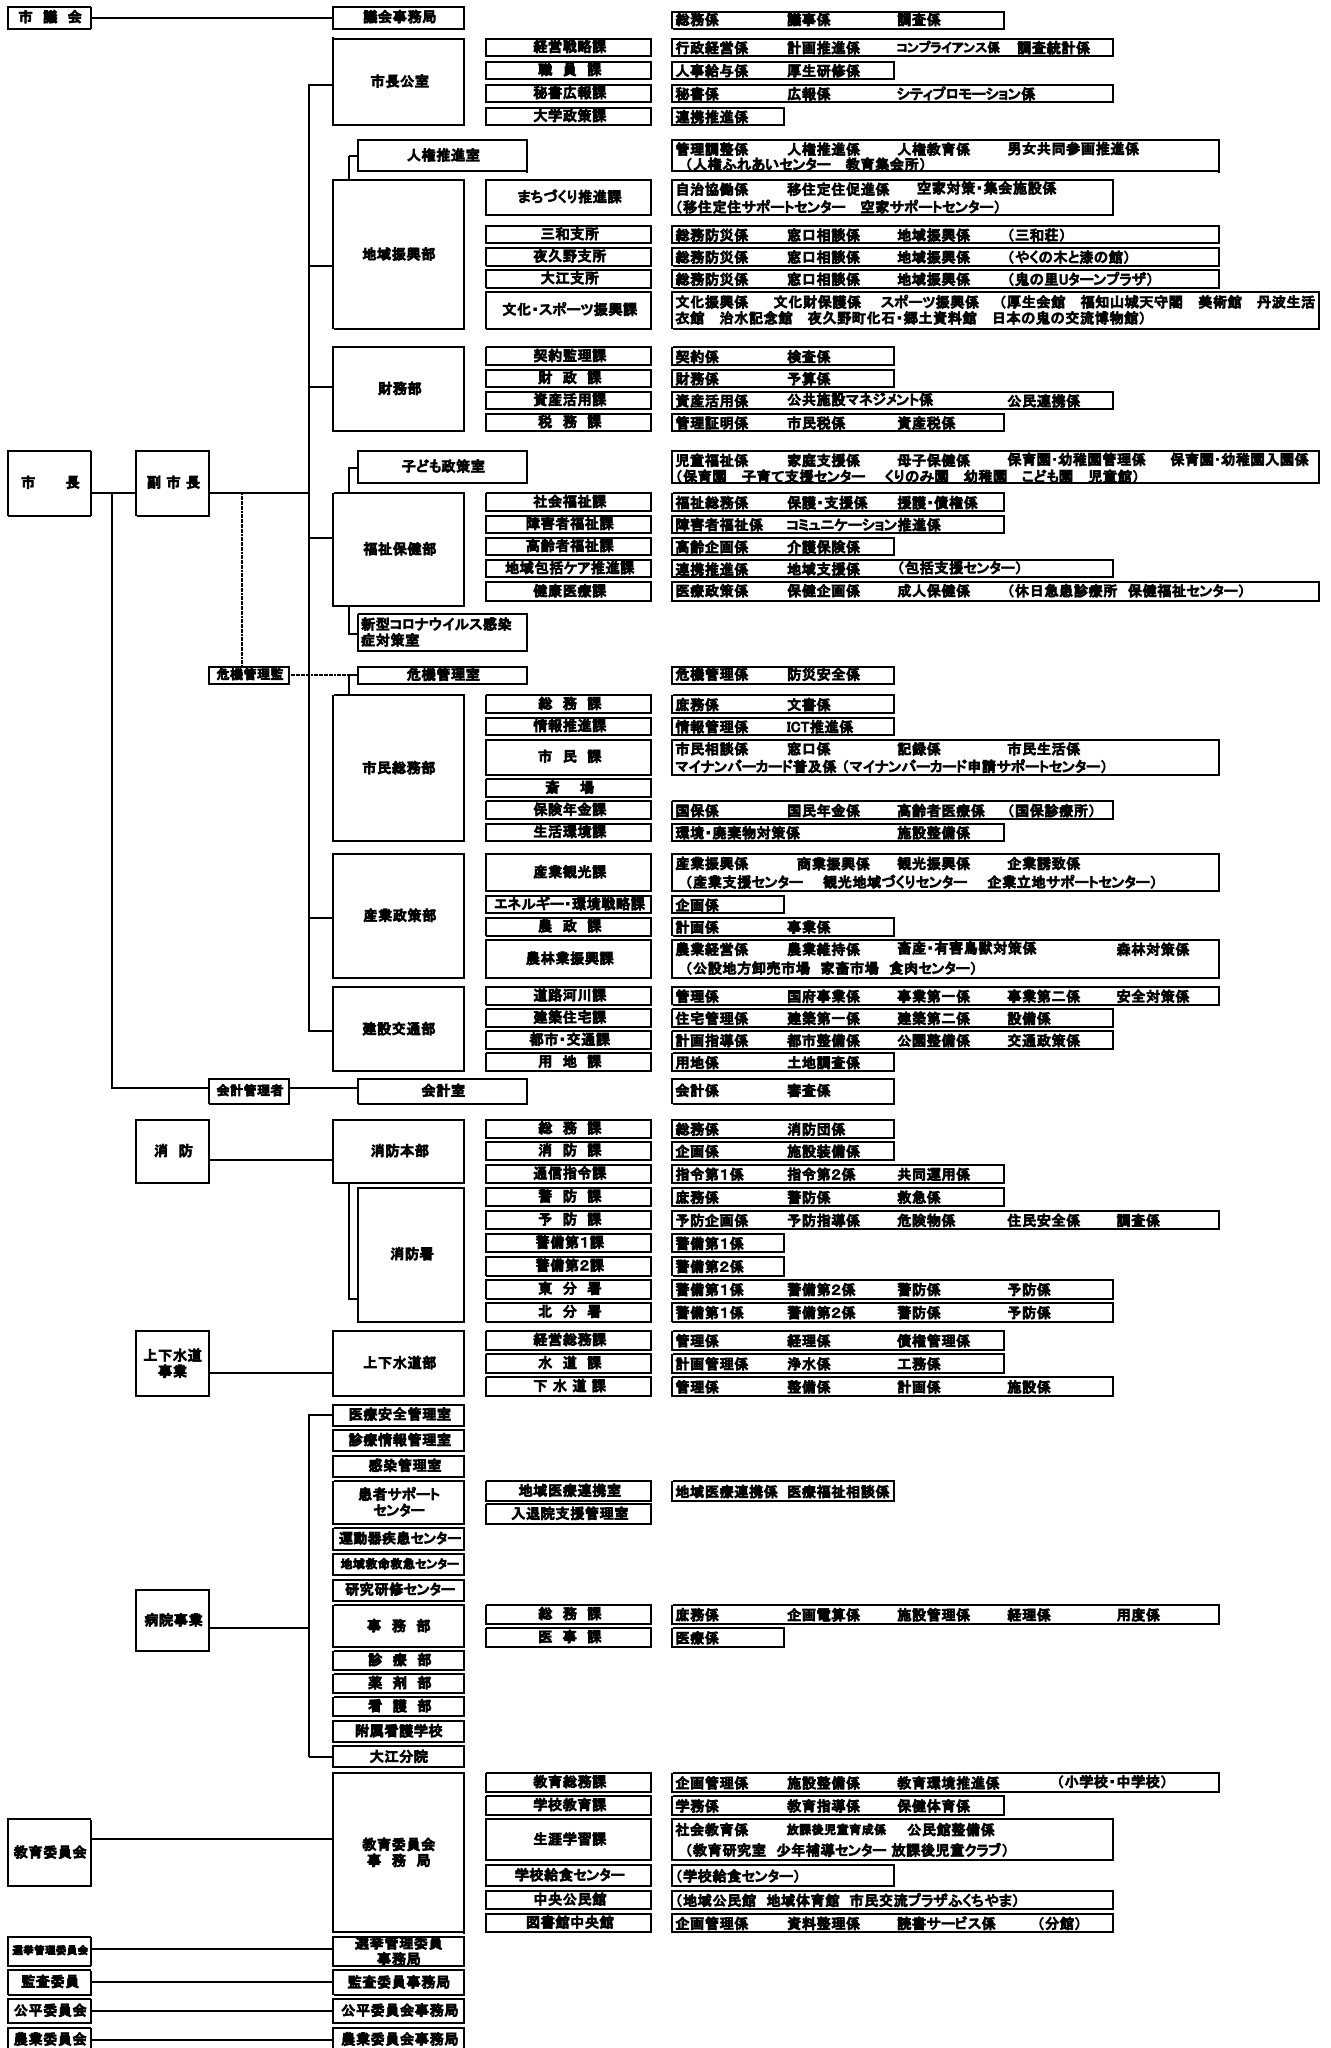 市 議 会 議会事務局 総務係 議事係 調査係
経営戦略課 行政経営係 計画推進係 コンプライアンス係 調査統計係
市長公室
職 員 課 人事給与係 厚生研修係
秘書広報課 秘書係 広報係 シティプロモーション係
大学政策課 連携推進係
人権推進室 管理調整係 人権推進係 人権教育係 男女共同参画推進係
（人権ふれあいセンター 教育集会所）
まちづくり推進課 自治協働係 移住定住促進係 空家対策・集会施設係
（移住定住サポートセンター 空家サポートセンター）
地域振興部
三和支所 総務防災係 窓口相談係 地域振興係 （三和荘）
夜久野支所 総務防災係 窓口相談係 地域振興係 （やくの木と漆の館）
大江支所 総務防災係 窓口相談係 地域振興係 （鬼の里Uターンプラザ）
文化・スポーツ振興課 文化振興係 文化財保護係 スポーツ振興係 （厚生会館 福知山城天守閣 美術館 丹波生活
衣館 治水記念館 夜久野町化石・郷土資料館 日本の鬼の交流博物館）
契約監理課 契約係 検査係
財務部
財 政 課 財務係 予算係
資産活用課 資産活用係 公共施設マネジメント係 公民連携係
税 務 課 管理証明係 市民税係 資産税係
市 長 副 市 長
子ども政策室 児童福祉係 家庭支援係 母子保健係 保育園・幼稚園管理係 保育園・幼稚園入園係
（保育園 子育て支援センター くりのみ園 幼稚園 こども園 児童館）
社会福祉課 福祉総務係 保護・支援係 援護・債権係
障害者福祉課 障害者福祉係 コミュニケーション推進係
福祉保健部
高齢者福祉課 高齢企画係 介護保険係
地域包括ケア推進課 連携推進係 地域支援係 （包括支援センター）
健康医療課 医療政策係 保健企画係 成人保健係 （休日急患診療所 保健福祉センター）
新型コロナウイルス感染
症対策室
危機管理監 危機管理室 危機管理係 防災安全係
総 務 課 庶務係 文書係
情報推進課 情報管理係 ICT推進係
市民総務部
市 民 課 市民相談係 窓口係 記録係 市民生活係
マイナンバーカード普及係 （マイナンバーカード申請サポートセンター）
斎 場
保険年金課 国保係 国民年金係 高齢者医療係 （国保診療所）
生活環境課 環境・廃棄物対策係 施設整備係
産業観光課 産業振興係 商業振興係 観光振興係 企業誘致係
（産業支援センター 観光地域づくりセンター 企業立地サポートセンター）
産業政策部
エネルギー・環境戦略課 企画係
農 政 課 計画係 事業係
農林業振興課 農業経営係 農業維持係 畜産・有害鳥獣対策係 森林対策係
（公設地方卸売市場 家畜市場 食肉センター）
道路河川課 管理係 国府事業係 事業第一係 事業第二係 安全対策係
建設交通部
建築住宅課 住宅管理係 建築第一係 建築第二係 設備係
都市・交通課 計画指導係 都市整備係 公園整備係 交通政策係
用 地 課 用地係 土地調査係
会計管理者 会計室 会計係 審査係
消 防 消防本部
総 務 課 総務係 消防団係
消 防 課 企画係 施設装備係
通信指令課 指令第1係 指令第2係 共同運用係
消防署
警 防 課 庶務係 警防係 救急係
予 防 課 予防企画係 予防指導係 危険物係 住民安全係 調査係
警備第1課 警備第1係
警備第2課 警備第2係
東 分 署 警備第1係 警備第2係 警防係 予防係
北 分 署 警備第1係 警備第2係 警防係 予防係
上下水道
事業
上下水道部
経営総務課 管理係 経理係 債権管理係
水 道 課 計画管理係 浄水係 工務係
下 水 道 課 管理係 整備係 計画係 施設係
病院事業
医療安全管理室
診療情報管理室
感染管理室
患者サポート
センター
地域医療連携室 地域医療連携係 医療福祉相談係
入退院支援管理室
運動器疾患センター
地域救命救急センター
研究研修センター
事 務 部
総 務 課 庶務係 企画電算係 施設管理係 経理係 用度係
医 事 課 医療係
診 療 部
薬 剤 部
看 護 部
附属看護学校
大江分院
教育委員会 教育委員会
事 務 局
教育総務課 企画管理係 施設整備係 教育環境推進係 （小学校・中学校）
学校教育課 学務係 教育指導係 保健体育係
生涯学習課 社会教育係 放課後児童育成係 公民館整備係
（教育研究室 少年補導センター 放課後児童クラブ）
学校給食センター （学校給食センター）
中央公民館 （地域公民館 地域体育館 市民交流プラザふくちやま）
図書館中央館 企画管理係 資料整理係 読書サービス係 （分館）
選挙管理委員会 選挙管理委員
事務局
監査委員 監査委員事務局
公平委員会 公平委員会事務局
農業委員会 農業委員会事務局